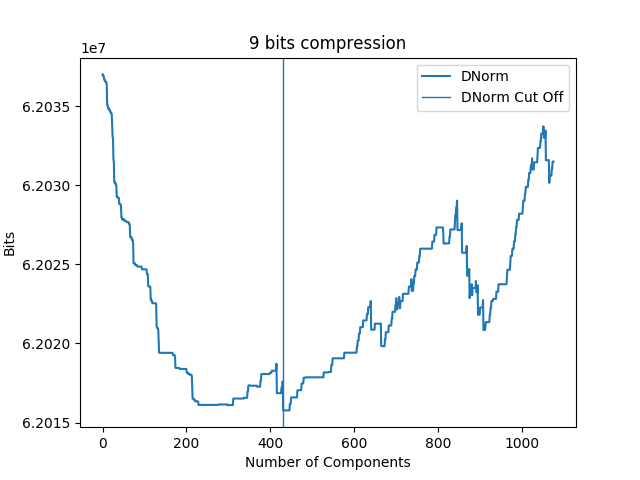 9 bits compression
1e7
DNorm
DNorm Cut Off
6.2035
6.2030
6.2025
6.2020
6.2015
Bits
0 200 400 600 800 1000
Number of Components